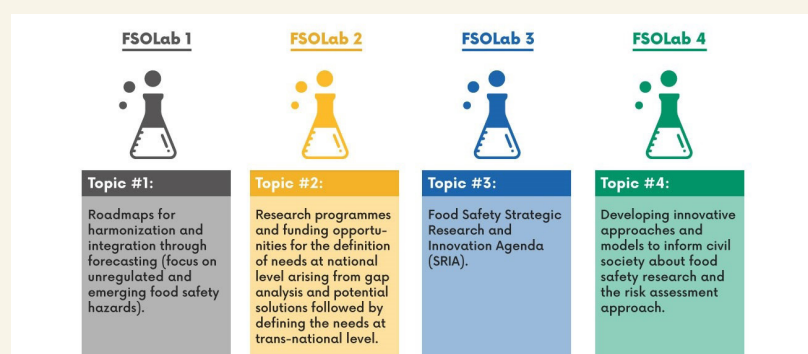 FSOLab 1
FSOLab 2
FSOLab 3
FSOLab 4
Topic #1:
Roadmaps for
harmonization and
integration through
forecasting (focus on
unregulated and
emerging food safety
hazards).
Topic #2:
Research programmes
and funding opportu-
nities for the definition
of needs at national
level arising from gap
analysis and potential
solutions followed by
defining the needs at
trans-national level.
Topic #3:
Food Safety Strategic
Research and
Innovation Agenda
(SRIA).
Topic #4:
Developing innovative
approaches and
models to inform civil
society about food
safety research and
the risk assessment
approach.